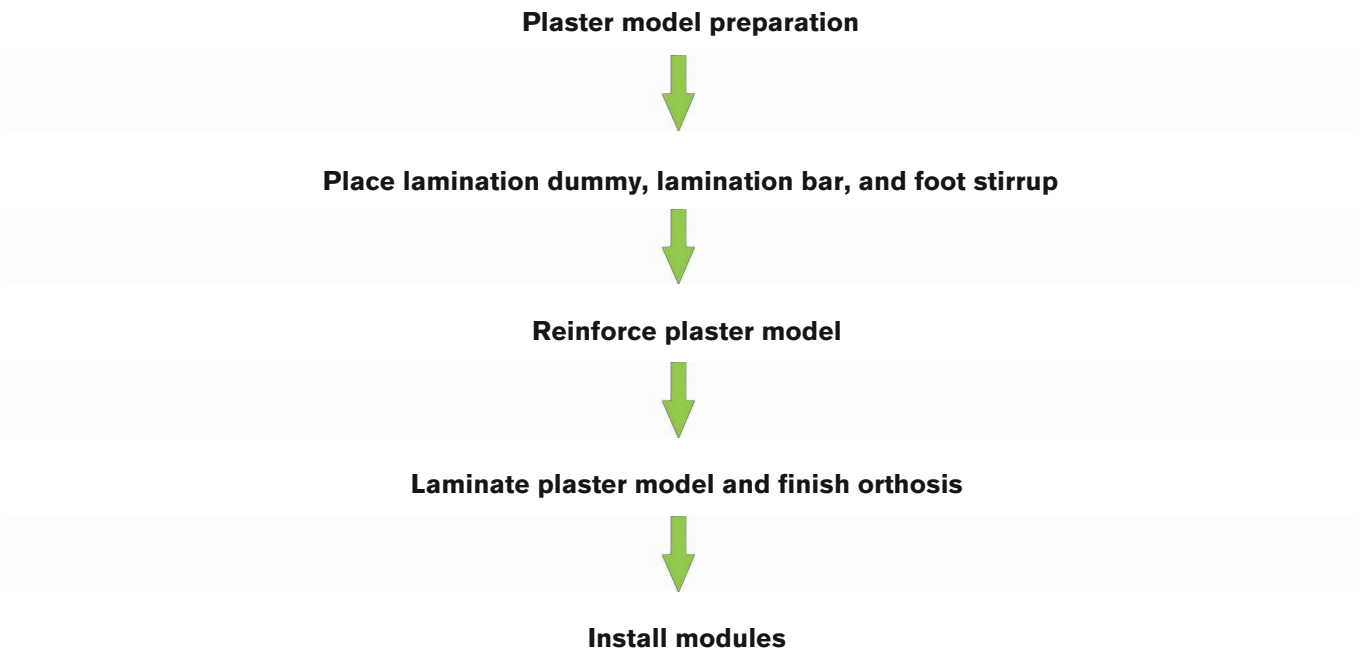 Plaster model preparation
Place lamination dummy, lamination bar, and foot stirrup
Reinforce plaster model
Laminate plaster model and finish orthosis
Install modules